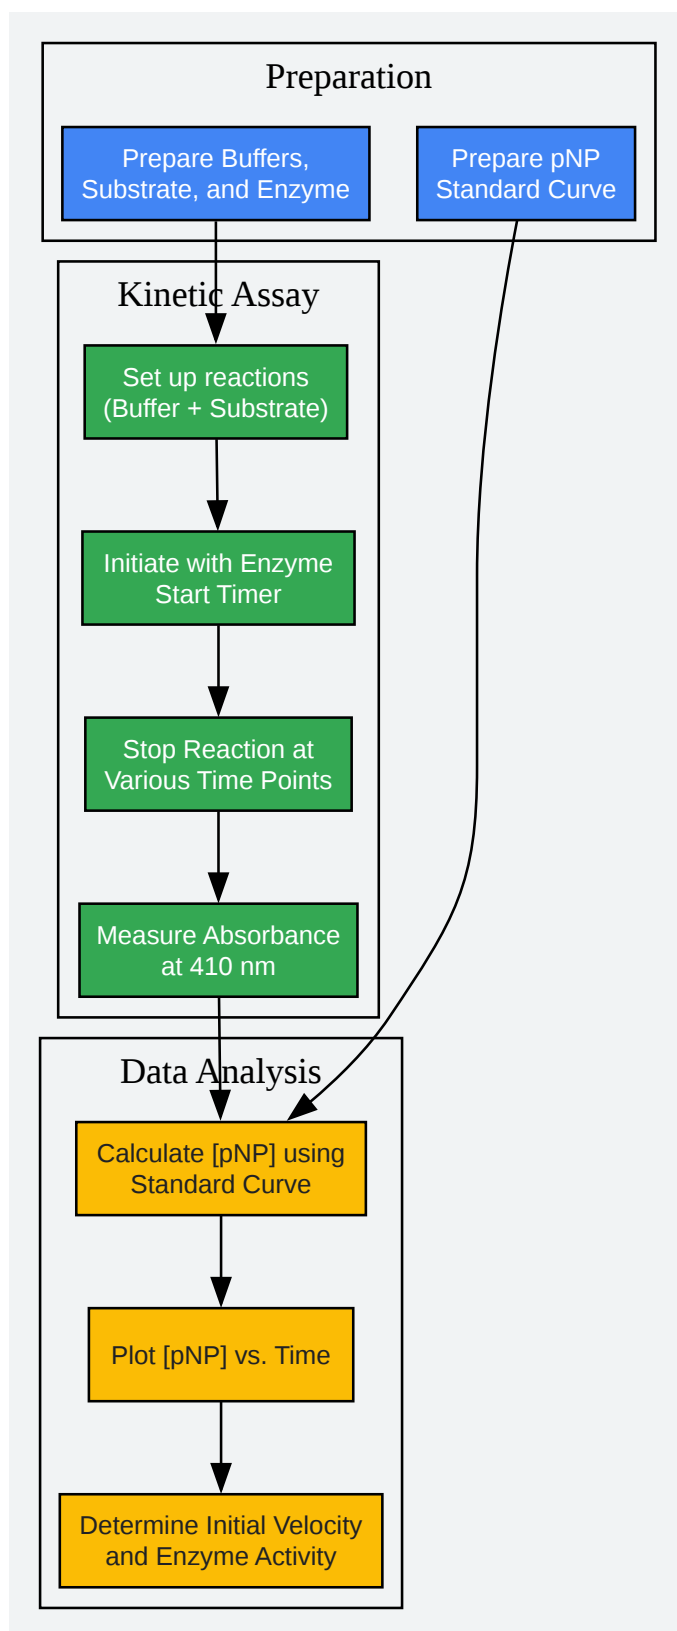 Preparation
Prepare Buffers,
Substrate, and Enzyme
Prepare pNP
Standard Curve
Kinetic Assay
Set up reactions
(Buffer + Substrate)
Initiate with Enzyme
Start Timer
Stop Reaction at
Various Time Points
Measure Absorbance
at 410 nm
Data Analysis
Calculate [pNP] using
Standard Curve
Plot [pNP] vs. Time
Determine Initial Velocity
and Enzyme Activity